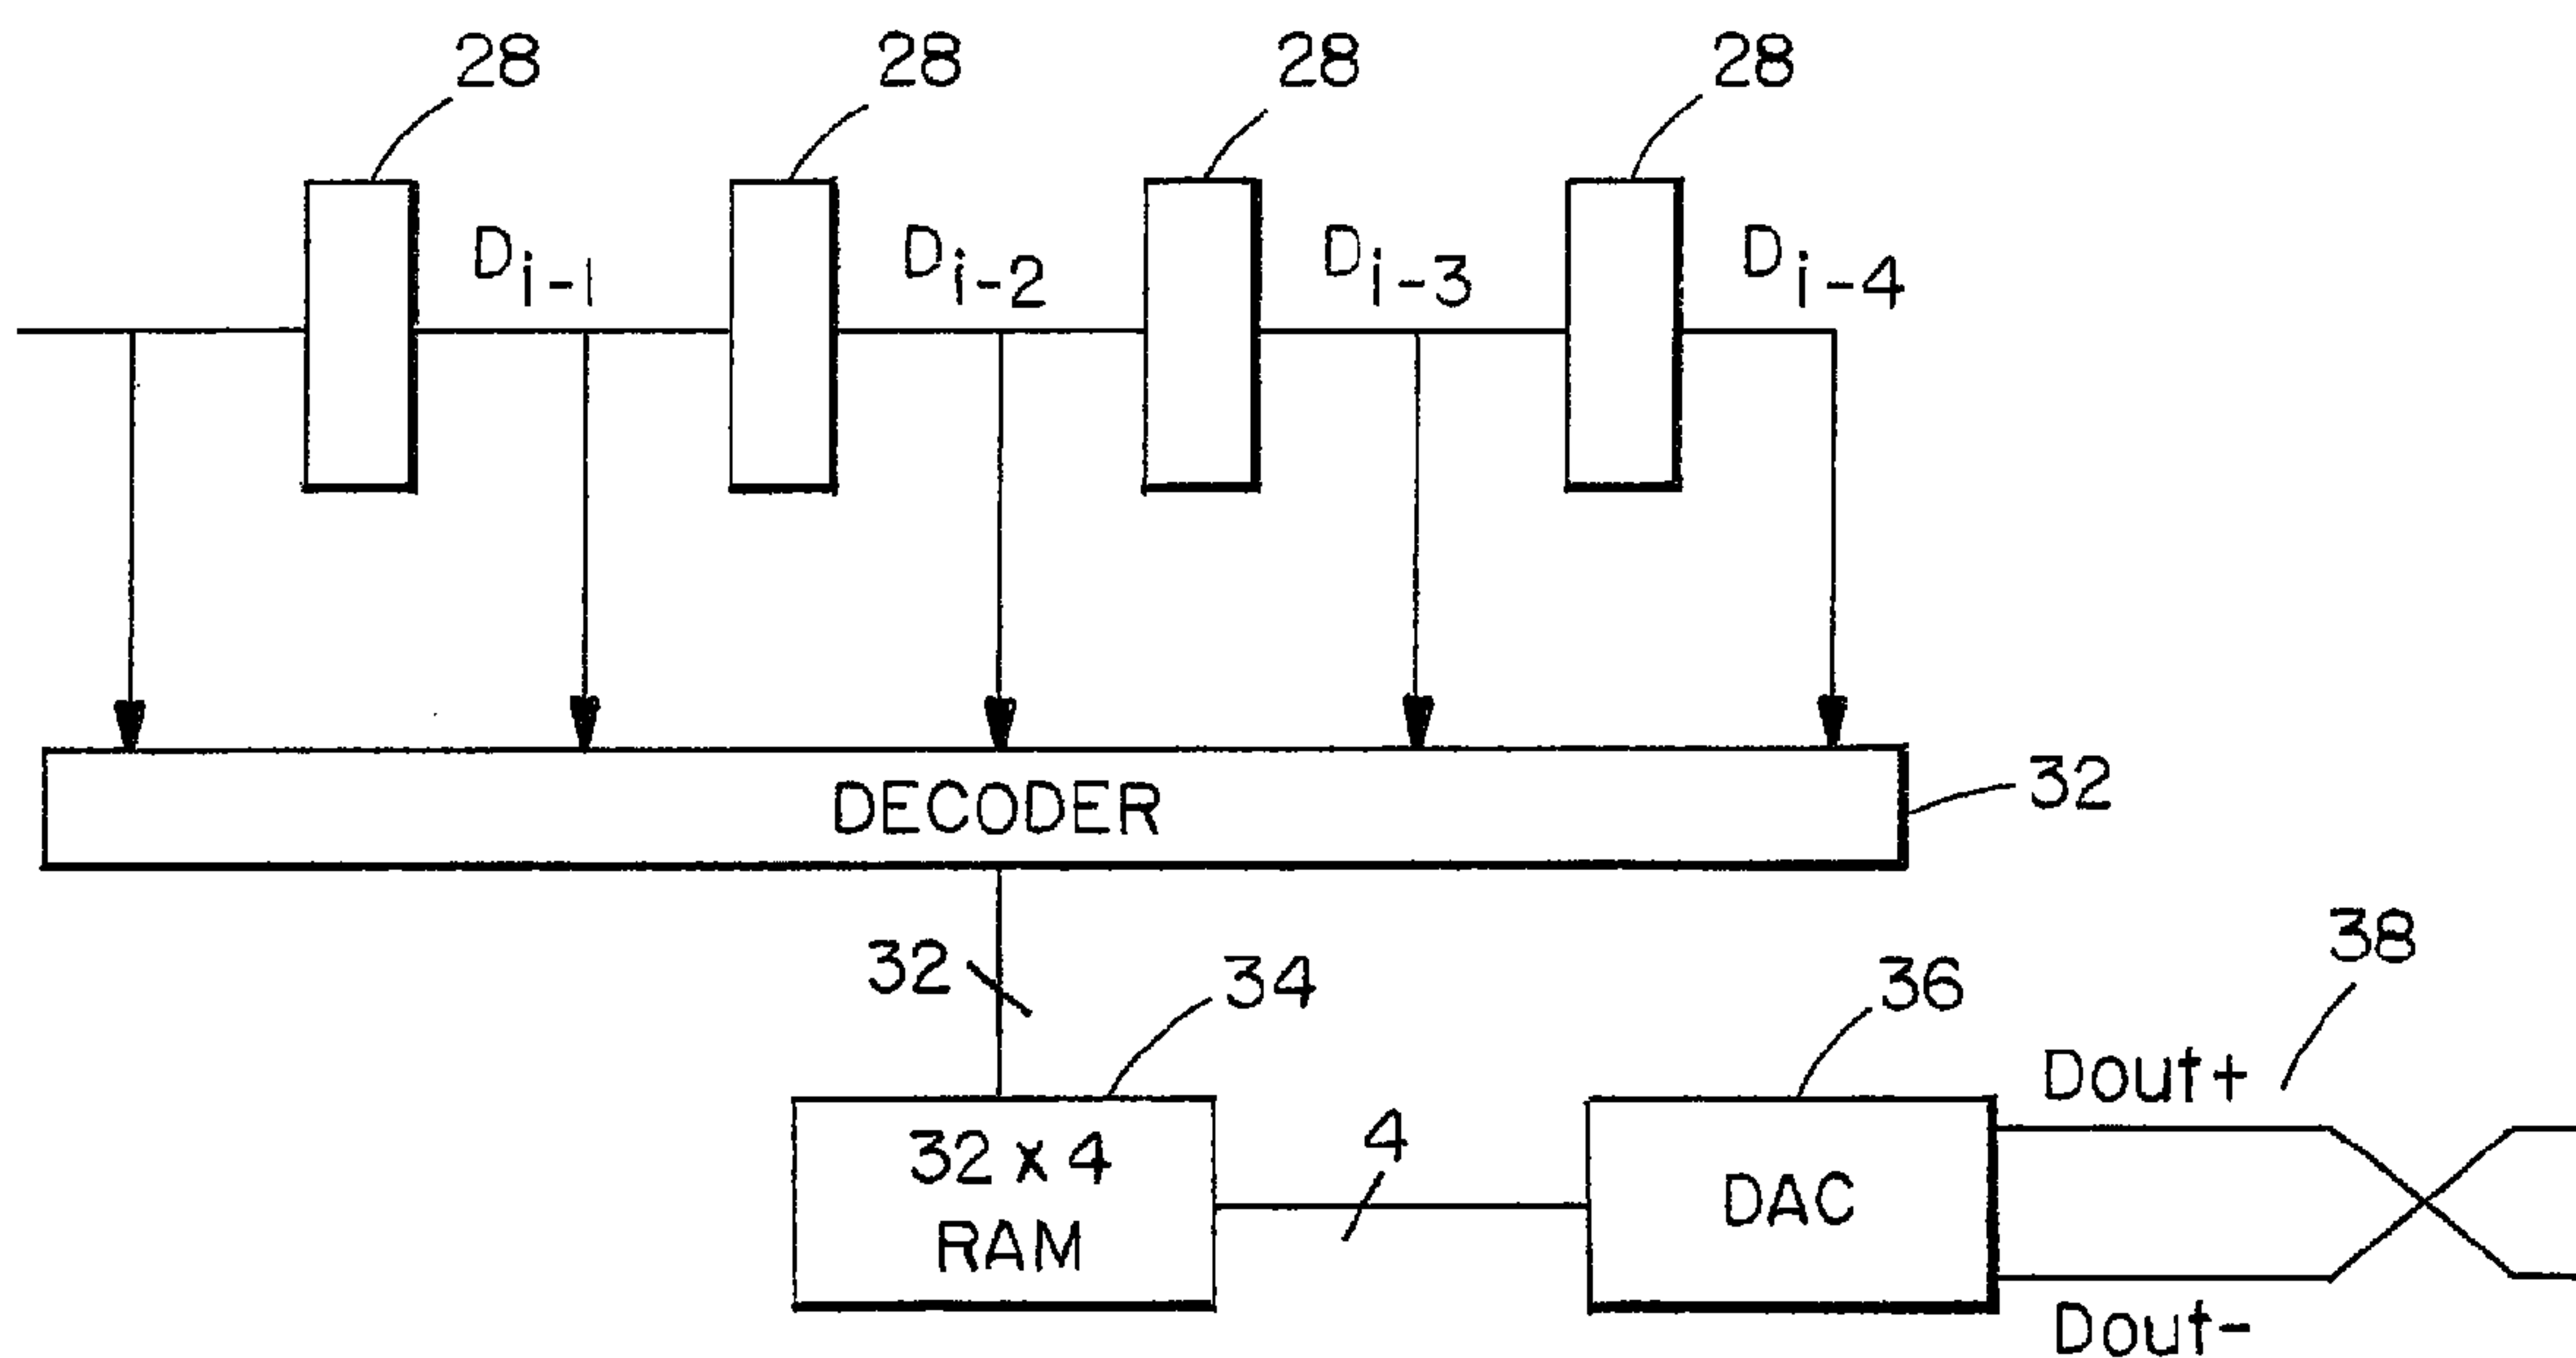 28 28 28 28
Di-1 Di-2 Di-3 Di-4
DECODER 32
32 34 36 38
Dout+
32 x 4
RAM
4
DAC
Dout-